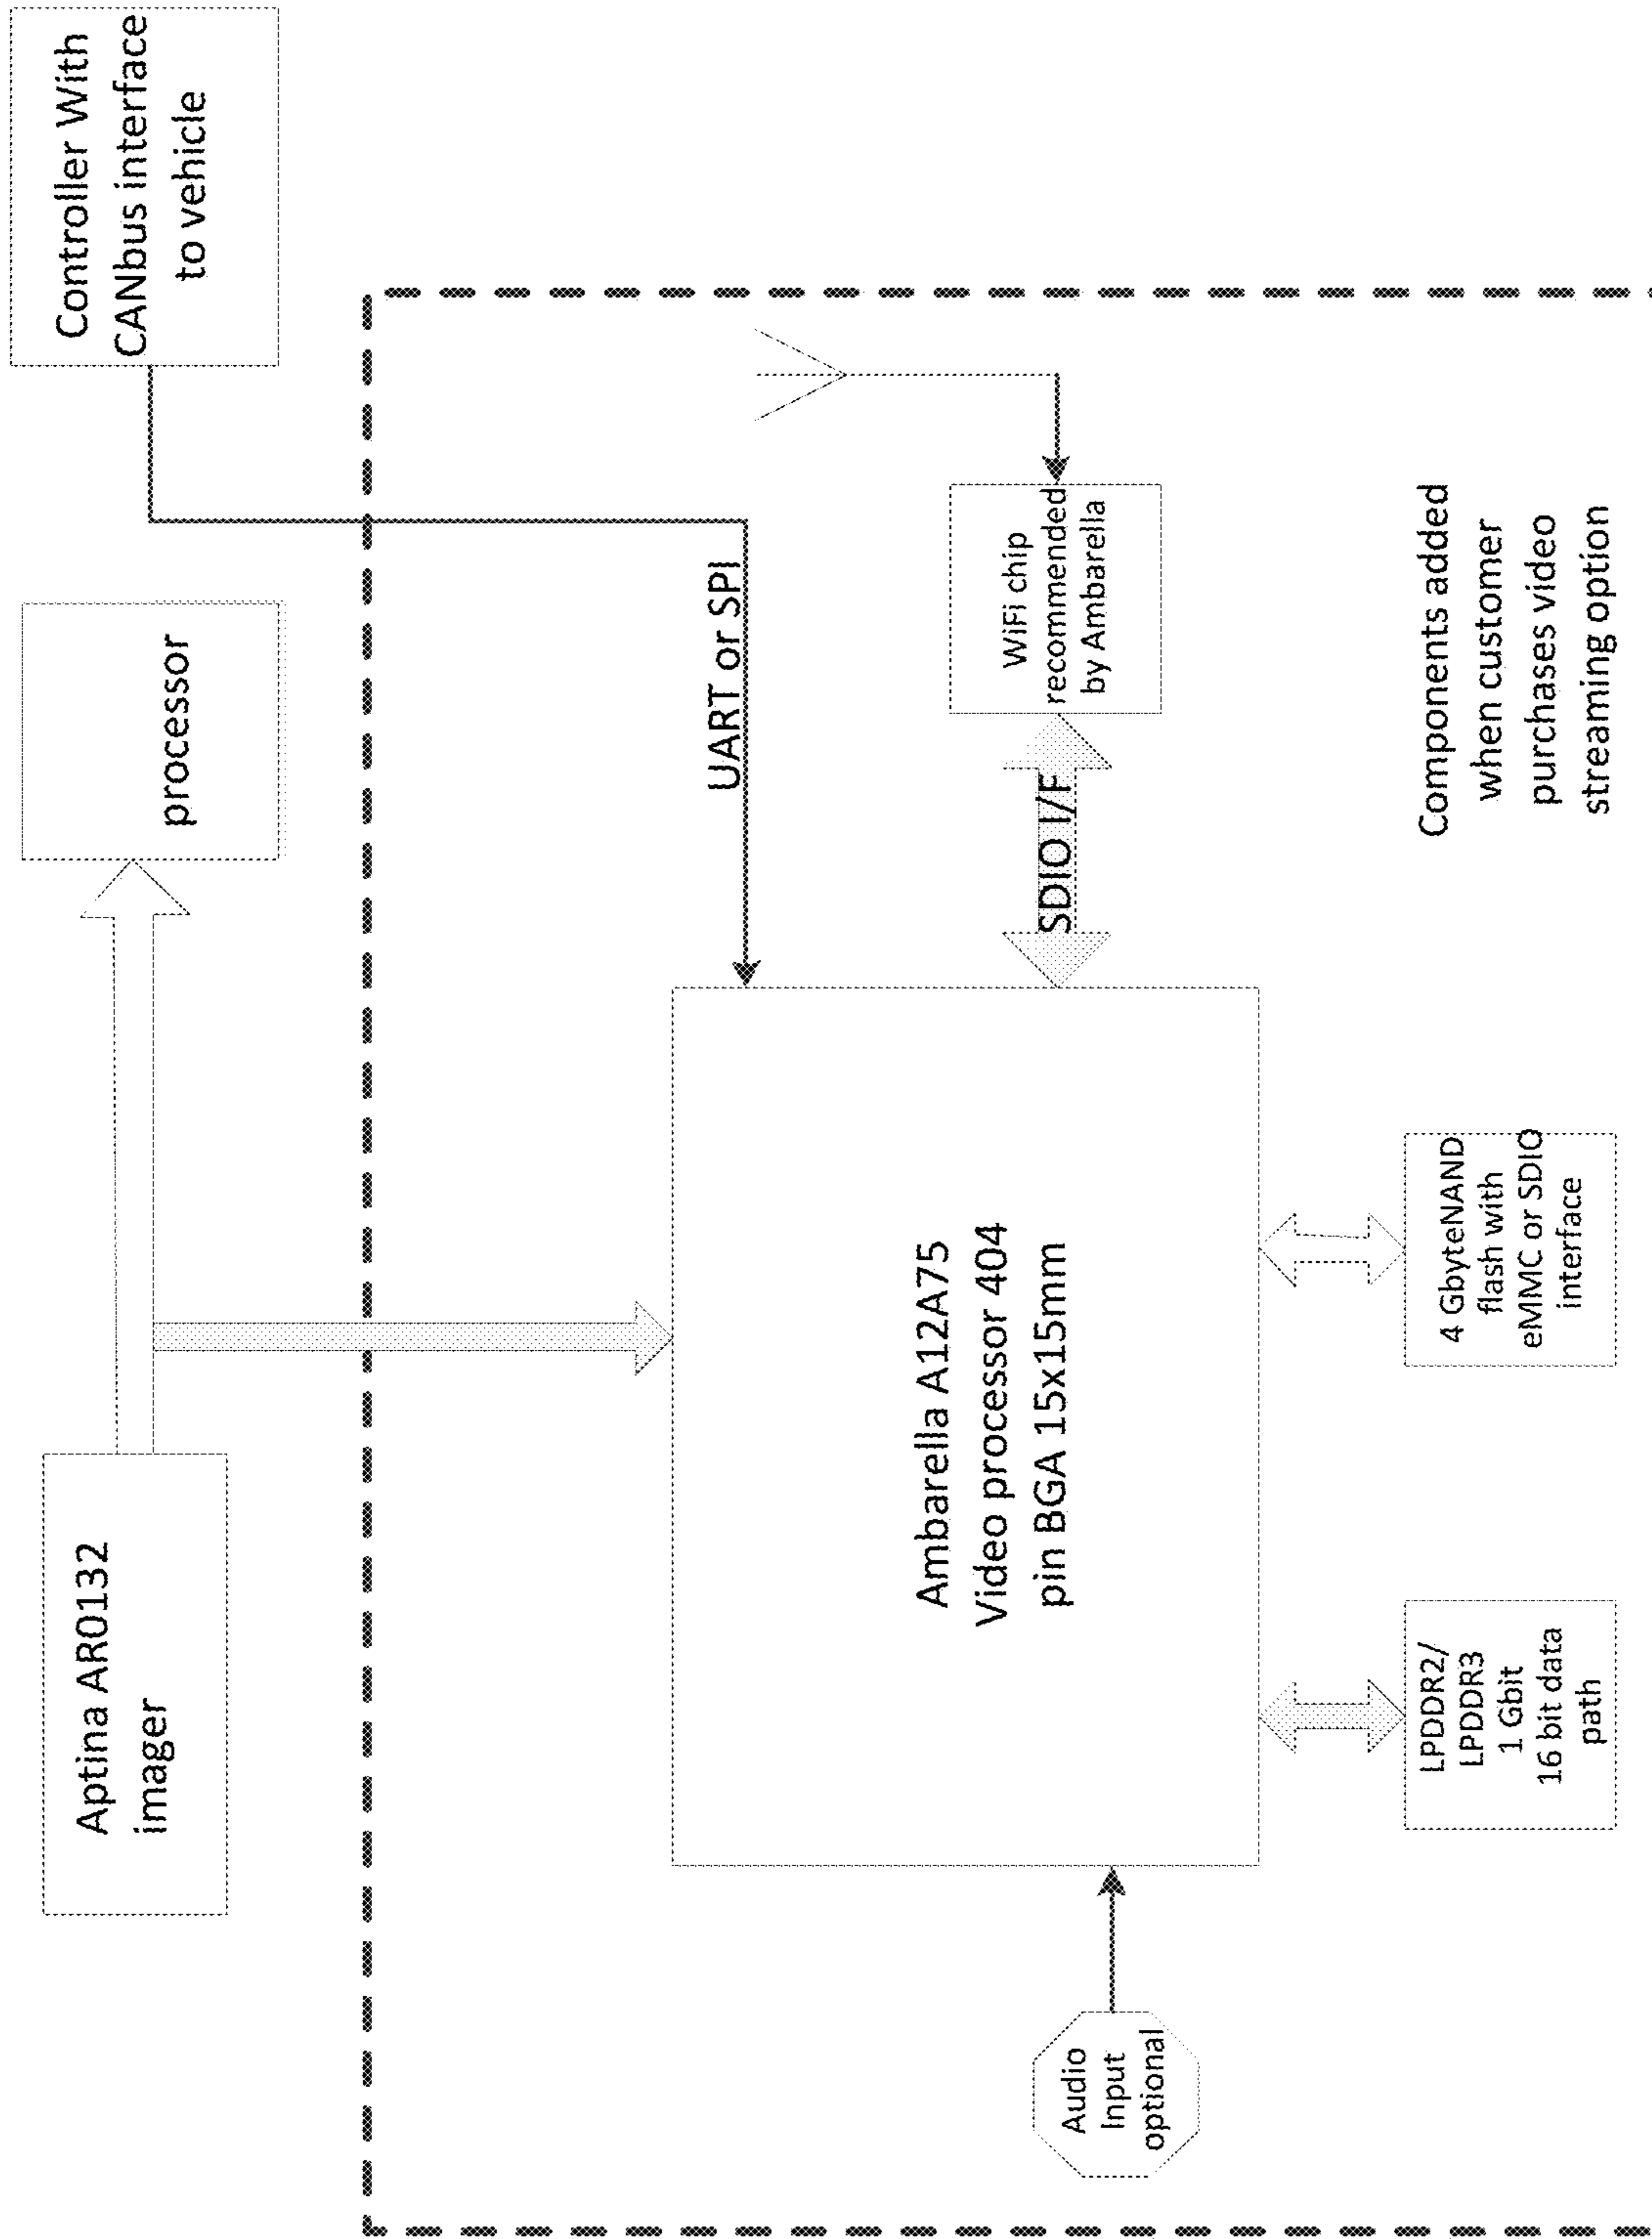 Aptina AR0132
imager
processor
Controller With
CANbus interface
to vehicle
UART or SPI
Ambarella A12A75
Video processor 404
pin BGA 15x15mm
SDIO I/F
WiFi chip
recommended
by Ambarella
Audio
Input
optional
LPDDR2/
LPDDR3
1 Gbit
16 bit data
path
4 GbyteNAND
flash with
eMMC or SDIO
interface
Components added
when customer
purchases video
streaming option